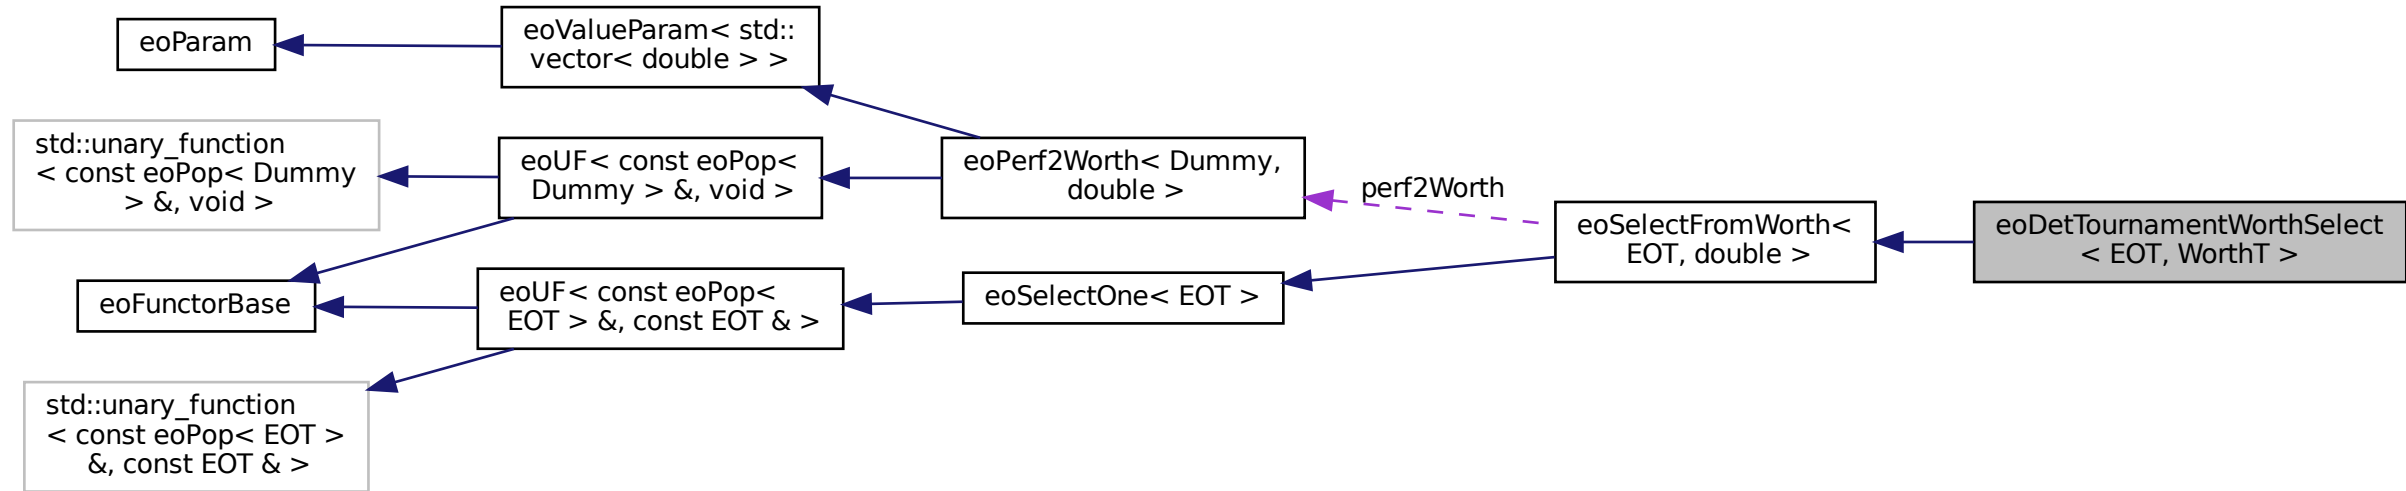 eoParam
eoValueParam< std::
vector< double > >
std::unary_function
< const eoPop< Dummy
> &, void >
eoUF< const eoPop<
Dummy > &, void >
eoPerf2Worth< Dummy,
double >
perf2Worth
eoSelectFromWorth<
EOT, double >
eoDetTournamentWorthSelect
< EOT, WorthT >
eoFunctorBase
eoUF< const eoPop<
EOT > &, const EOT & >
eoSelectOne< EOT >
std::unary_function
< const eoPop< EOT >
&, const EOT & >